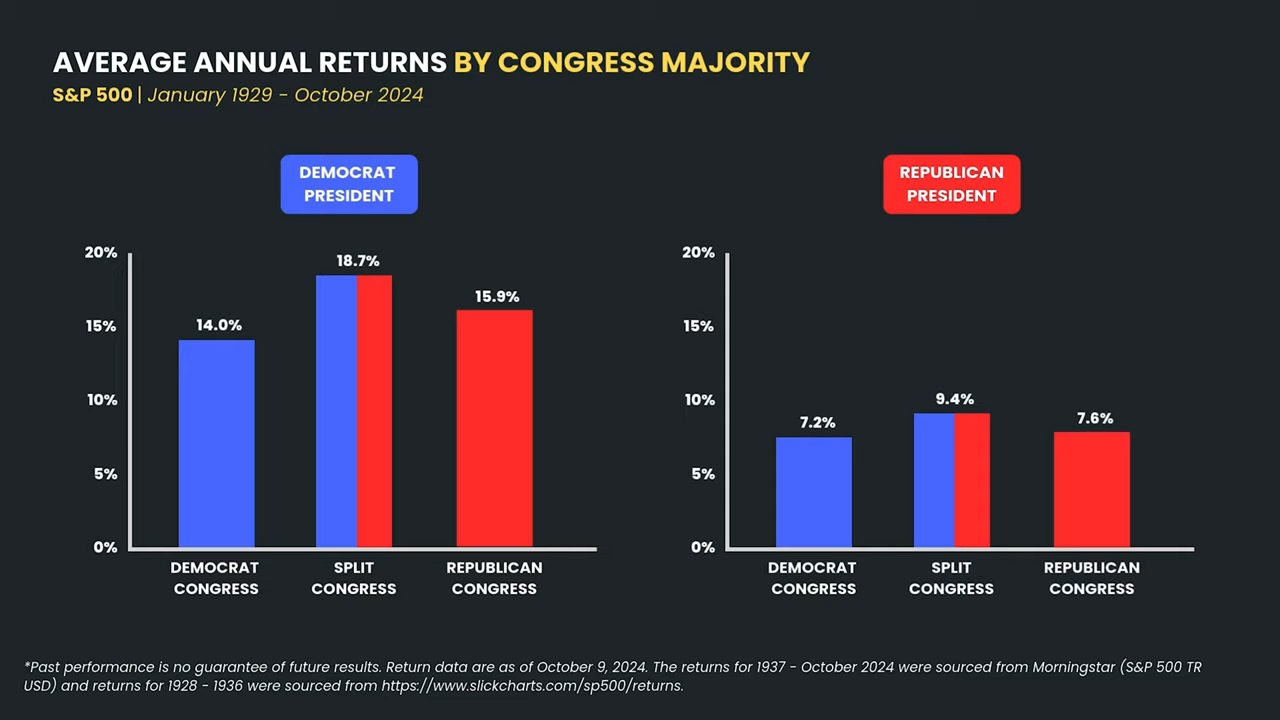 AVERAGE ANNUAL RETURNS BY CONGRESS MAJORITY
S&P 500 | January 1929 - October 2024
DEMOCRAT
PRESIDENT
20%
15%
10%
5%
0%
14.0%
18.7%
15.9%
DEMOCRAT
CONGRESS
SPLIT
CONGRESS
REPUBLICAN
CONGRESS
REPUBLICAN
PRESIDENT
20%
15%
10%
5%
0%
7.2%
9.4%
7.6%
DEMOCRAT
CONGRESS
SPLIT
CONGRESS
REPUBLICAN
CONGRESS
*Past performance is no guarantee of future results. Return data are as of October 9, 2024. The returns for 1937 - October 2024 were sourced from Morningstar (S&P 500 TR
USD) and returns for 1928 - 1936 were sourced from https://www.slickcharts.com/sp500/returns.